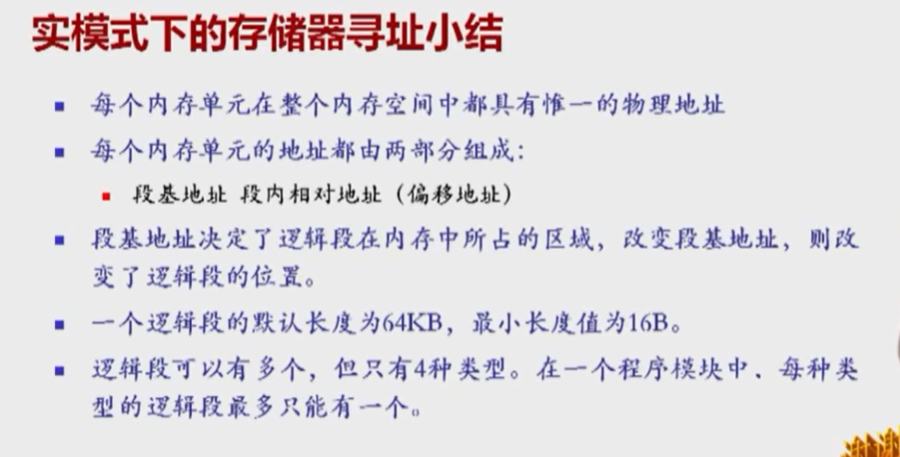 实模式下的存储器寻址小结
每个内存单元在整个内存空间中都具有惟一的物理地址
每个内存单元的地址都由两部分组成：
段基地址 段内相对地址（偏移地址）
段基地址决定了逻辑段在内存中所占的区域，改变段基地址，则改
变了逻辑段的位置。
一个逻辑段的默认长度为64KB，最小长度值为16B。
逻辑段可以有多个，但只有4种类型。在一个程序模块中．每种类
型的逻辑段最多只能有一个。